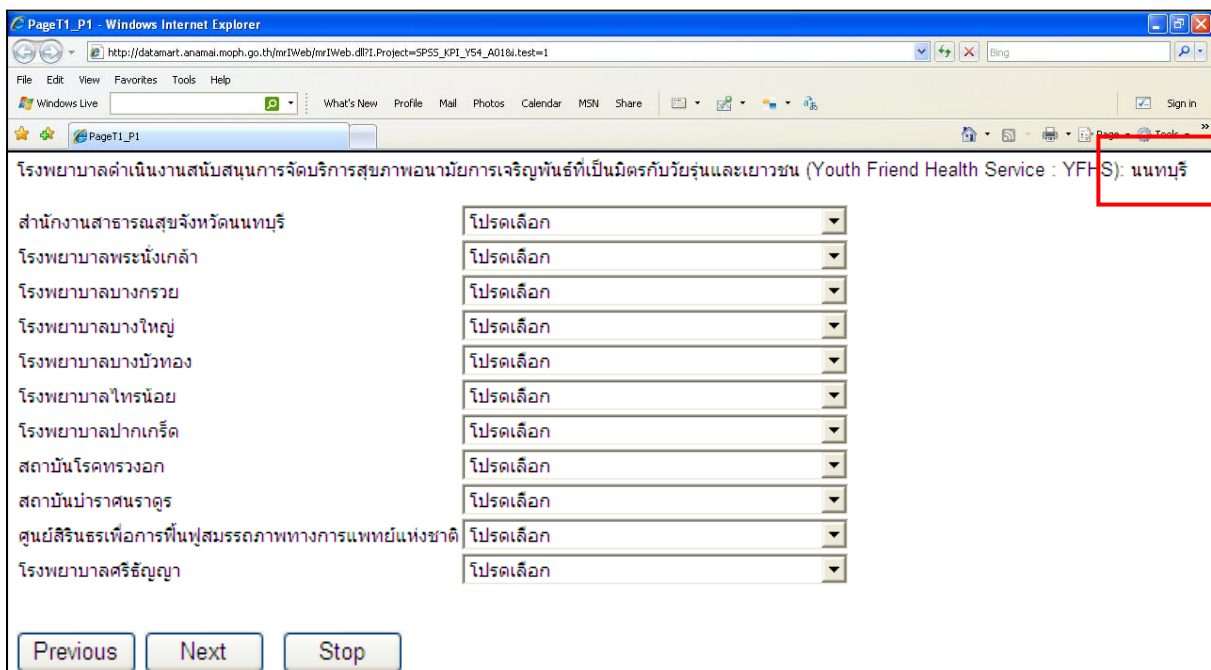 PageT1_P1 - Windows Internet Explorer
http://datamart.anamai.moph.go.th/mrIWeb/mrIWeb.dll?I.Project=SPSS_KPI_Y54_A018&i.test=1
Bing
File Edit View Favorites Tools Help
Windows Live What's New Profile Mail Photos Calendar MSN Share Sign in
PageT1_P1 Page Tools
โรงพยาบาลดำเนินงานสนับสนุนการจัดบริการสุขภาพอนามัยการเจริญพันธ์ที่เป็นมิตรกับวัยรุ่นและเยาวชน (Youth Friend Health Service : YFHS): นนทบุรี
สำนักงานสาธารณสุขจังหวัดนนทบุรี โปรดเลือก
โรงพยาบาลพระนั่งเกล้า โปรดเลือก
โรงพยาบาลบางกรวย โปรดเลือก
โรงพยาบาลบางใหญ่ โปรดเลือก
โรงพยาบาลบางบัวทอง โปรดเลือก
โรงพยาบาลไทรน้อย โปรดเลือก
โรงพยาบาลปากเกร็ด โปรดเลือก
สถาบันโรคทรวงอก โปรดเลือก
สถาบันบำราศนราดูร โปรดเลือก
ศูนย์สิรินธรเพื่อการฟื้นฟูสมรรถภาพทางการแพทย์แห่งชาติ โปรดเลือก
โรงพยาบาลศรีธัญญา โปรดเลือก
Previous Next Stop